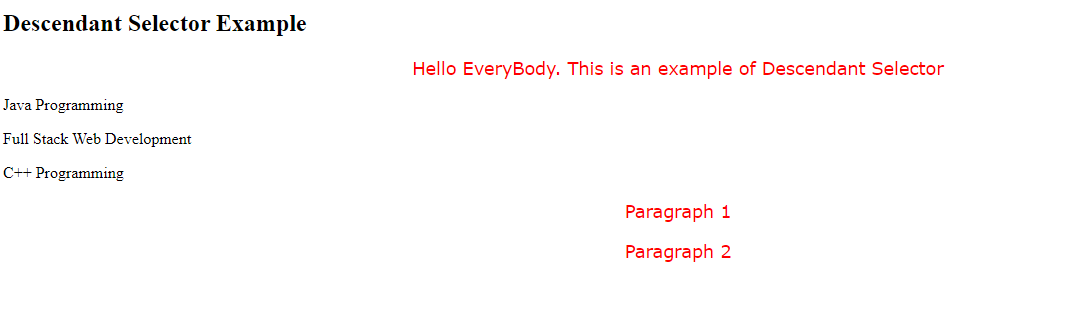 Descendant Selector Example
Hello EveryBody. This is an example of Descendant Selector
Java Programming
Full Stack Web Development
C++ Programming
Paragraph 1
Paragraph 2